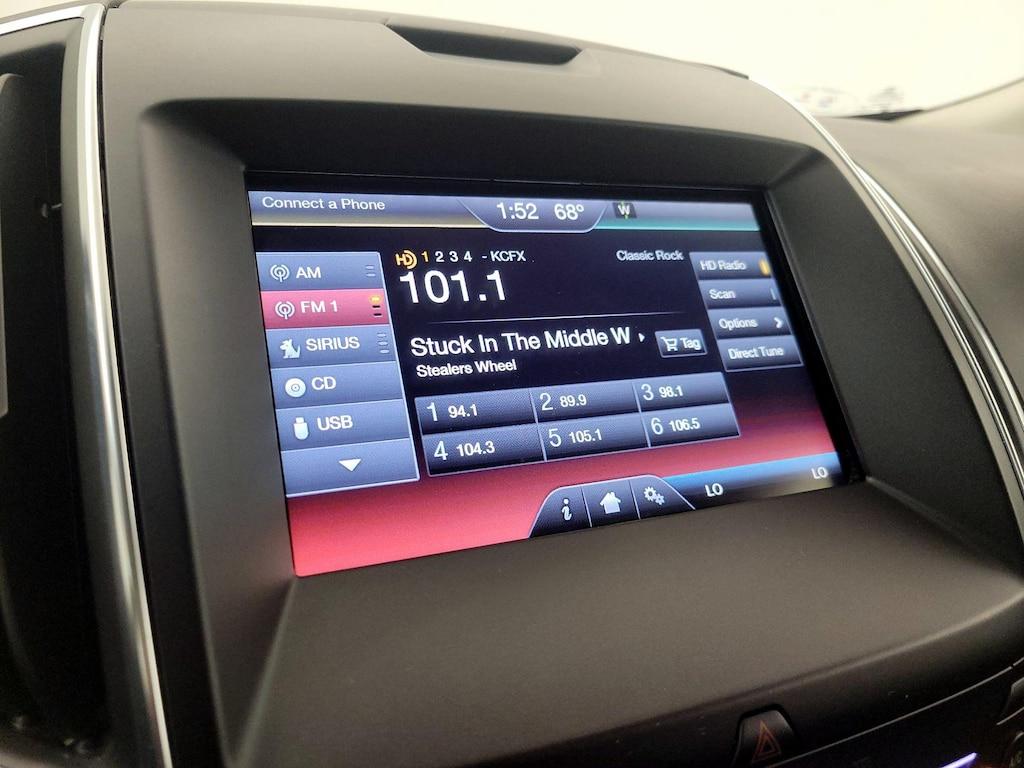 Connect a Phone
1:52 68° W
HD 1 2 3 4 - KCFX Classic Rock
101.1
AM
FM 1
SIRIUS
CD
USB
Stuck In The Middle W
Stealers Wheel
Tag
HD Radio
Scan
Options
Direct Tune
1 94.1 2 89.9 3 98.1
4 104.3 5 105.1 6 106.5
i LO LO